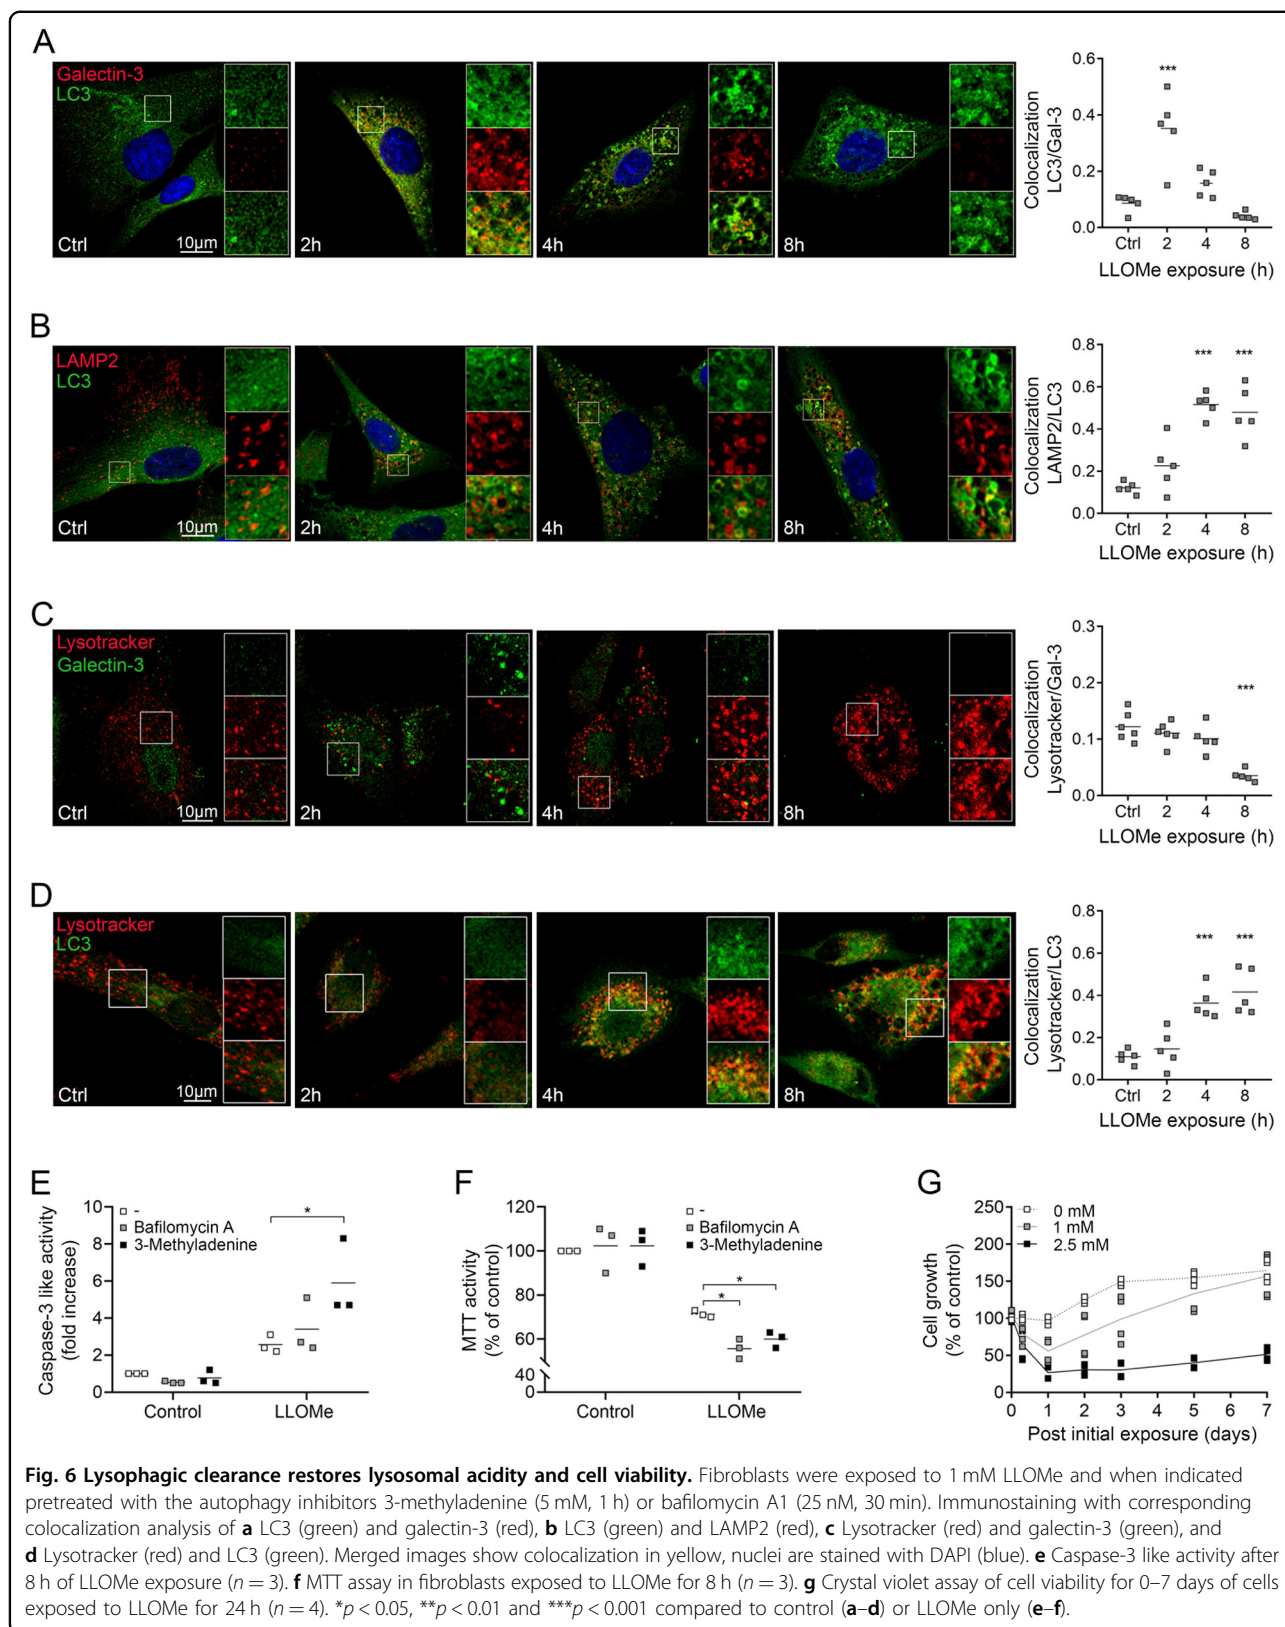 A
Galectin-3
LC3
Ctrl
10µm
2h
4h
8h
Colocalization
LC3/Gal-3
0.6
0.4
0.2
0.0
***
Ctrl 2 4 8
LLOMe exposure (h)
B
LAMP2
LC3
Ctrl
10µm
2h
4h
8h
Colocalization
LAMP2/LC3
0.8
0.6
0.4
0.2
0.0
*** ***
Ctrl 2 4 8
LLOMe exposure (h)
C
Lysotracker
Galectin-3
Ctrl
10µm
2h
4h
8h
Colocalization
Lysotracker/Gal-3
0.3
0.2
0.1
0.0
***
Ctrl 2 4 8
LLOMe exposure (h)
D
Lysotracker
LC3
Ctrl
10µm
2h
4h
8h
Colocalization
Lysotracker/LC3
0.8
0.6
0.4
0.2
0.0
*** ***
Ctrl 2 4 8
LLOMe exposure (h)
E
Caspase-3 like activity
(fold increase)
10
8
6
4
2
0
-
Bafilomycin A
3-Methyladenine
*
Control LLOMe
F
MTT activity
(% of control)
120
100
80
60
40
0
-
Bafilomycin A
3-Methyladenine
*
*
Control LLOMe
G
Cell growth
(% of control)
250
200
150
100
50
0
0 mM
1 mM
2.5 mM
0 1 2 3 4 5 6 7
Post initial exposure (days)
Fig. 6 Lysophagic clearance restores lysosomal acidity and cell viability. Fibroblasts were exposed to 1 mM LLOMe and when indicated
pretreated with the autophagy inhibitors 3-methyladenine (5 mM, 1 h) or bafilomycin A1 (25 nM, 30 min). Immunostaining with corresponding
colocalization analysis of a LC3 (green) and galectin-3 (red), b LC3 (green) and LAMP2 (red), c Lysotracker (red) and galectin-3 (green), and
d Lysotracker (red) and LC3 (green). Merged images show colocalization in yellow, nuclei are stained with DAPI (blue). e Caspase-3 like activity after
8 h of LLOMe exposure (n = 3). f MTT assay in fibroblasts exposed to LLOMe for 8 h (n = 3). g Crystal violet assay of cell viability for 0–7 days of cells
exposed to LLOMe for 24 h (n = 4). *p < 0.05, **p < 0.01 and ***p < 0.001 compared to control (a–d) or LLOMe only (e–f).